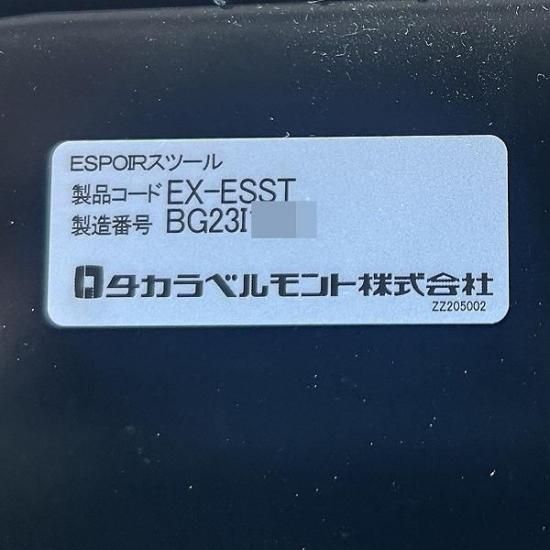 ESPOIRスツール
製品コード EX-ESST
製造番号 BG23I
タカラベルモント株式会社
ZZ205002